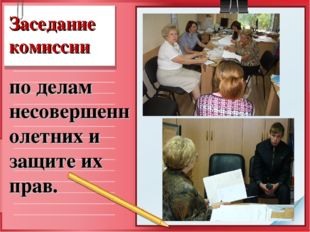 Заседание
комиссии
по делам
несовершенн
олетних и
защите их
прав.